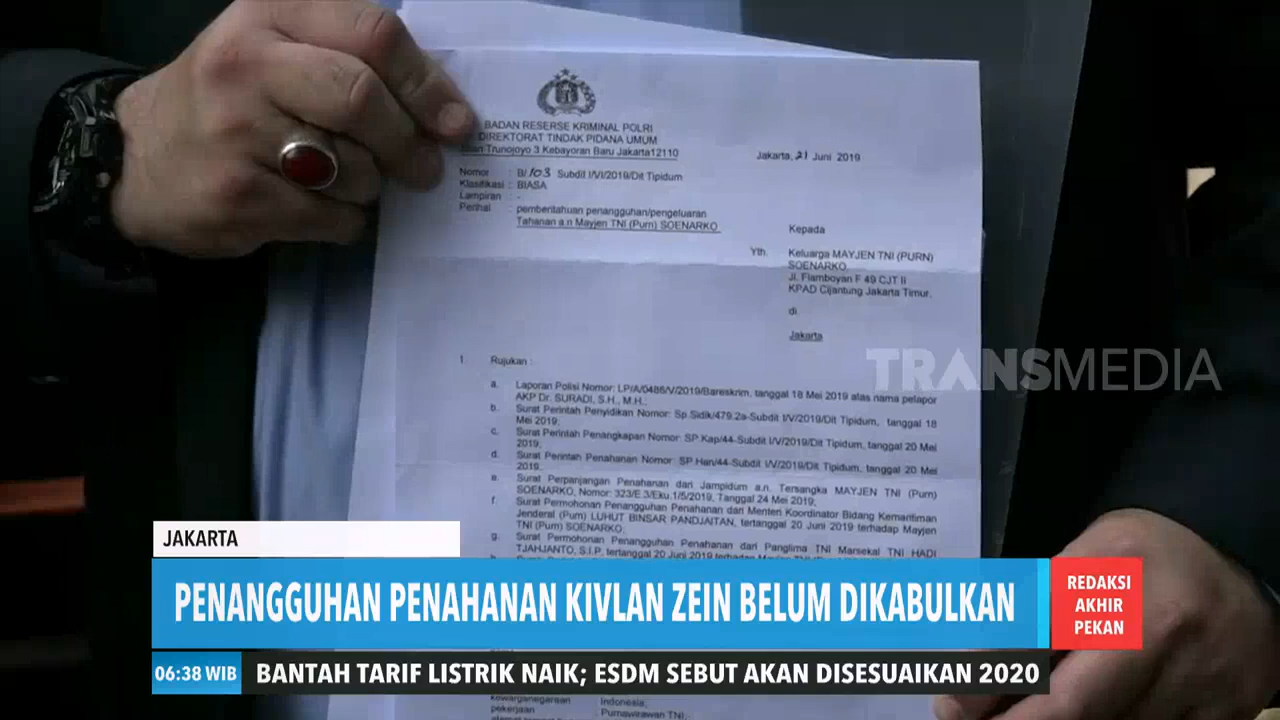 BADAN RESERSE KRIMINAL POLRI
DIREKTORAT TINDAK PIDANA UMUM
Jalan Trunojoyo 3 Kebayoran Baru Jakarta12110
Jakarta, 21 Juni 2019
Nomor : B/103 Subdit I/VI/2019/Dit Tipidum
Klasifikasi : BIASA
Lampiran : -
Perihal : pemberitahuan penangguhan/pengeluaran
Tahanan a.n Mayjen TNI (Purn) SOENARKO
Kepada
Yth. Keluarga MAYJEN TNI (PURN)
SOENARKO
Jl. Flamboyan F 49 CJT II
KPAD Cijantung Jakarta Timur.
di
Jakarta
1. Rujukan :
a. Laporan Polisi Nomor: LP/A/0486/V/2019/Bareskrim, tanggal 18 Mei 2019 atas nama pelapor
AKP Dr. SURADI, S.H., M.H.;
b. Surat Perintah Penyidikan Nomor: Sp.Sidik/479.2a-Subdit I/V/2019/Dit Tipidum, tanggal 18
Mei 2019;
c. Surat Perintah Penangkapan Nomor: SP.Kap/44-Subdit I/V/2019/Dit Tipidum, tanggal 20 Mei
2019;
d. Surat Perintah Penahanan Nomor: SP.Han/44-Subdit I/V/2019/Dit Tipidum, tanggal 20 Mei
2019;
e. Surat Perpanjangan Penahanan dari Jampidum a.n. Tersangka MAYJEN TNI (Purn)
SOENARKO, Nomor: 323/E.3/Eku.1/5/2019, Tanggal 24 Mei 2019;
f. Surat Permohonan Penangguhan Penahanan dari Menteri Koordinator Bidang Kemaritiman
Jenderal (Purn) LUHUT BINSAR PANDJAITAN, tertanggal 20 Juni 2019 terhadap Mayjen
TNI (Purn) SOENARKO;
g. Surat Permohonan Penangguhan Penahanan dari Panglima TNI Marsekal TNI HADI
TJAHJANTO, S.I.P, tertanggal 20 Juni 2019 terhadap
TRANSMEDIA
JAKARTA
PENANGGUHAN PENAHANAN KIVLAN ZEIN BELUM DIKABULKAN
REDAKSI
AKHIR
PEKAN
06:38 WIB
BANTAH TARIF LISTRIK NAIK; ESDM SEBUT AKAN DISESUAIKAN 2020
kewarganegaraan : Indonesia,
pekerjaan : Purnawirawan TNI,-